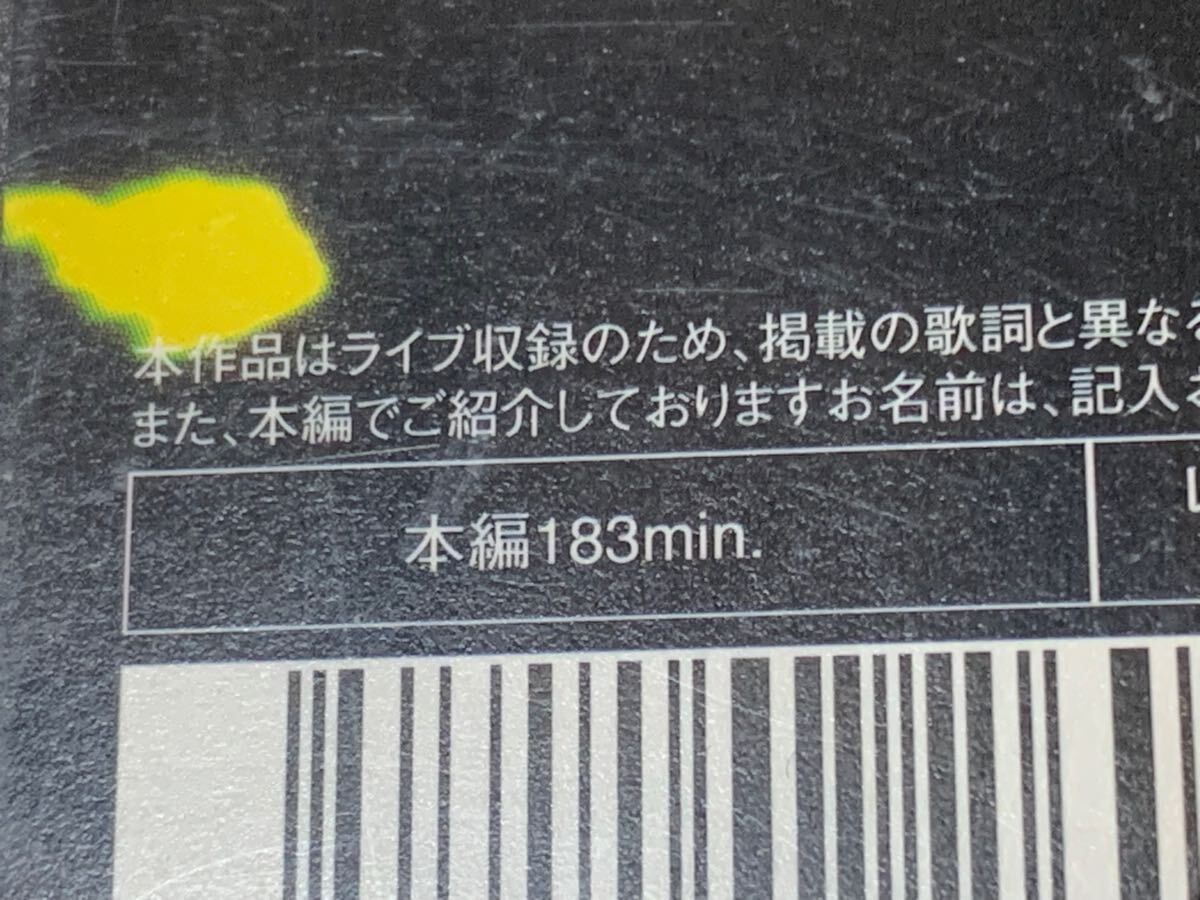 本作品はライブ収録のため、掲載の歌詞と異なる
また、本編でご紹介しておりますお名前は、記入
本編183min.